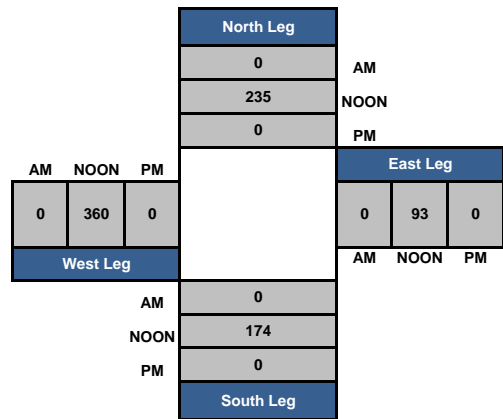 North Leg
0 AM
235 NOON
0 PM
East Leg
AM NOON PM
0 360 0
0 93 0
West Leg
AM NOON PM
AM 0
NOON 174
PM 0
South Leg